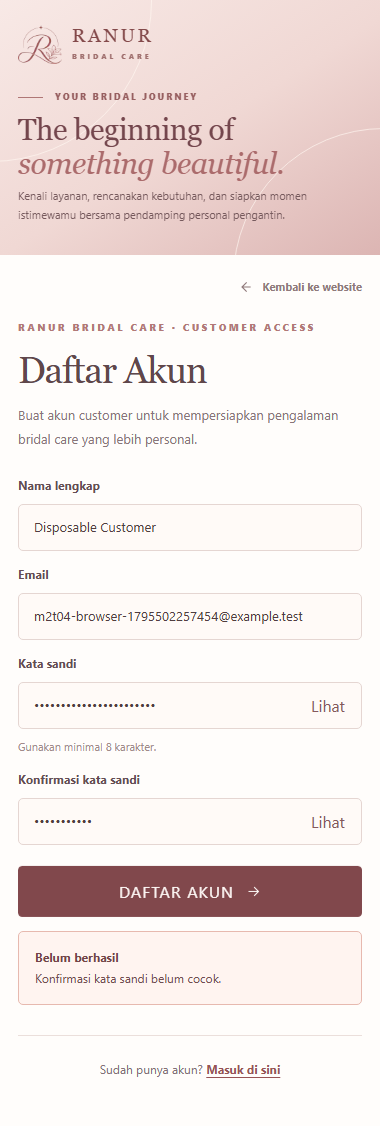 RANUR
BRIDAL CARE
YOUR BRIDAL JOURNEY
The beginning of
something beautiful.
Kenali layanan, rencanakan kebutuhan, dan siapkan momen
istimewamu bersama pendamping personal pengantin.
← Kembali ke website
RANUR BRIDAL CARE · CUSTOMER ACCESS
Daftar Akun
Buat akun customer untuk mempersiapkan pengalaman
bridal care yang lebih personal.
Nama lengkap
Disposable Customer
Email
m2t04-browser-1795502257454@example.test
Kata sandi
••••••••••••••••••••••• Lihat
Gunakan minimal 8 karakter.
Konfirmasi kata sandi
••••••••••• Lihat
DAFTAR AKUN →
Belum berhasil
Konfirmasi kata sandi belum cocok.
Sudah punya akun? Masuk di sini